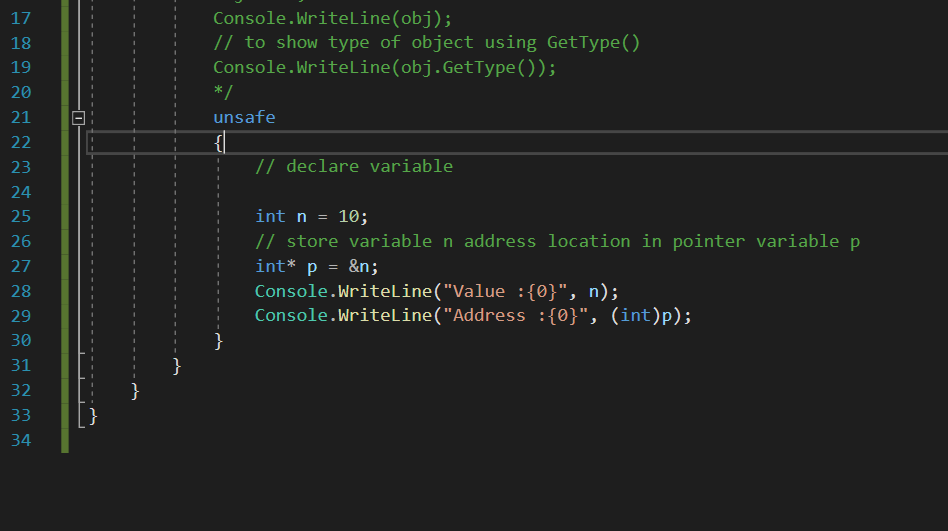 17 Console.WriteLine(obj);
18 // to show type of object using GetType()
19 Console.WriteLine(obj.GetType());
20 */
21 unsafe
22 {
23 // declare variable
24
25 int n = 10;
26 // store variable n address location in pointer variable p
27 int* p = &n;
28 Console.WriteLine("Value :{0}", n);
29 Console.WriteLine("Address :{0}", (int)p);
30 }
31 }
32 }
33 }
34